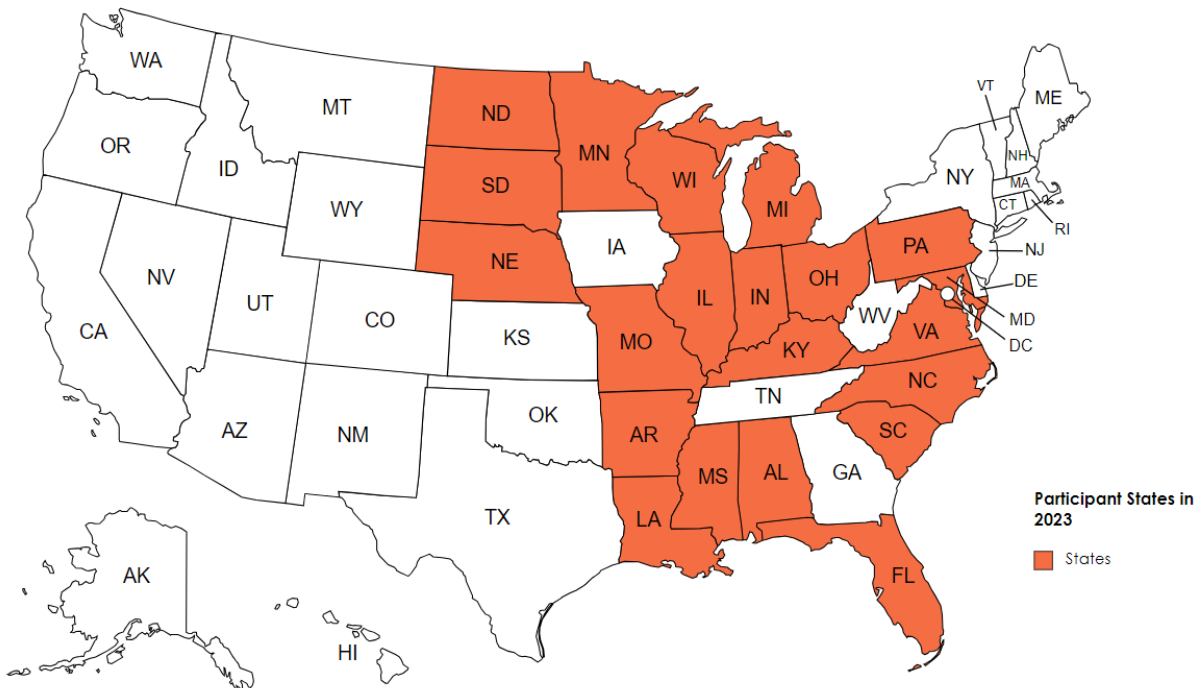 WA
MT
ND
MN
VT
ME
OR
ID
SD
WI
NH
NY
MA
WY
MI
CT
RI
IA
PA
NJ
NE
NV
OH
DE
UT
IL
IN
CO
WV
MD
CA
KS
MO
VA
DC
KY
NC
TN
OK
AZ
NM
AR
SC
MS
AL
GA
LA
TX
Participant States in
2023
States
AK
FL
HI